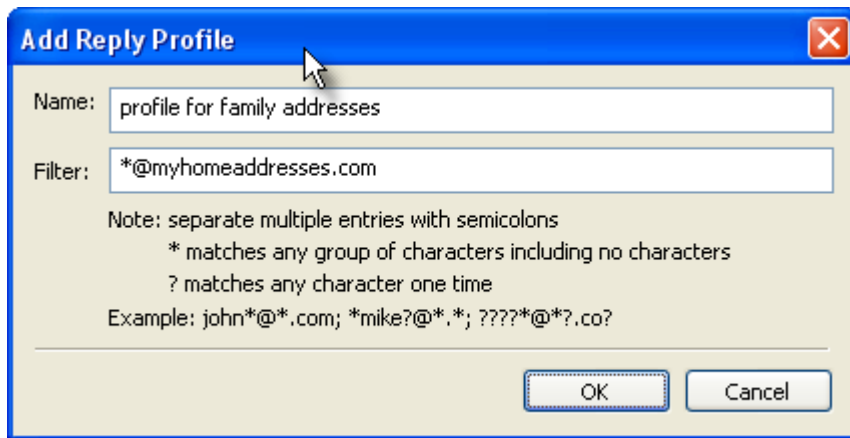 Add Reply Profile
Name: profile for family addresses
Filter: *@myhomeaddresses.com
Note: separate multiple entries with semicolons
* matches any group of characters including no characters
? matches any character one time
Example: john*@*.com; *mike?@*.*; ????*@*?.co?
OK Cancel